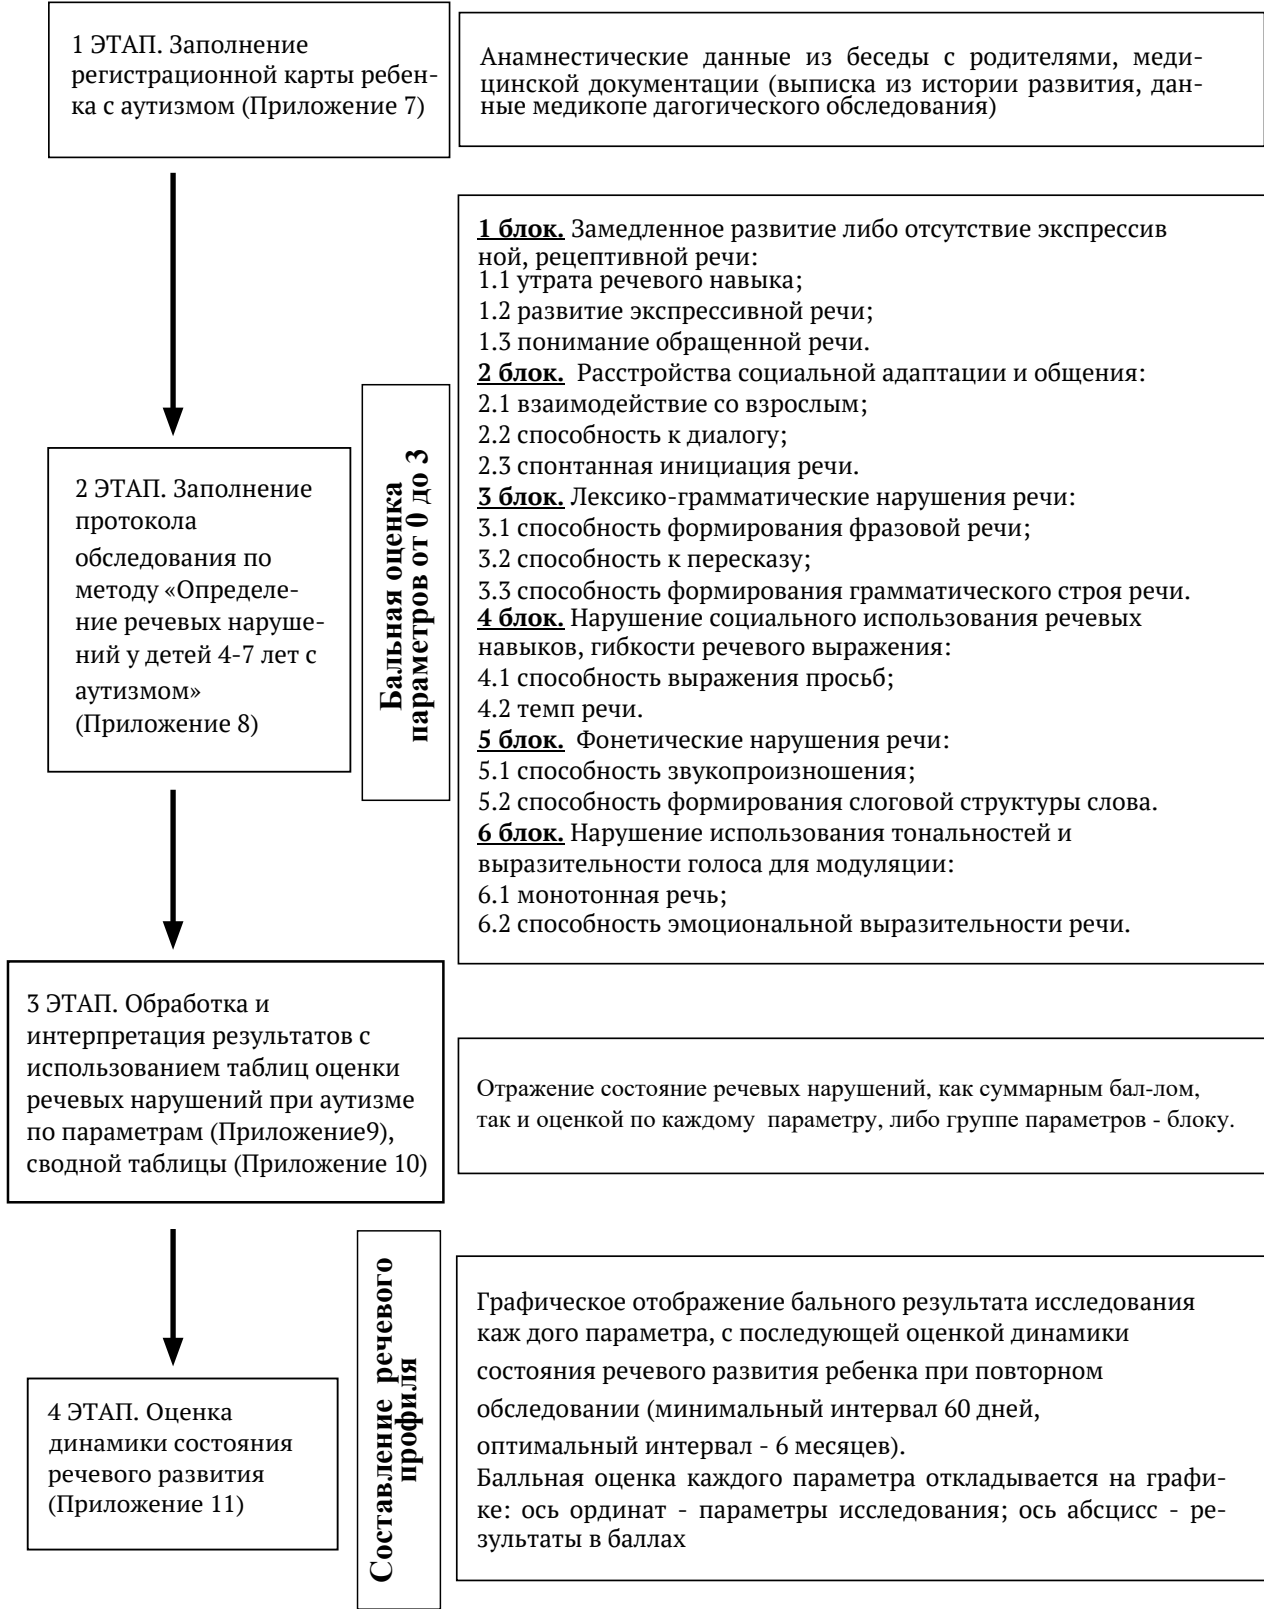 1 ЭТАП. Заполнение
регистрационной карты ребен-
ка с аутизмом (Приложение 7)
Анамнестические данные из беседы с родителями, меди-
цинской документации (выписка из истории развития, дан-
ные медикопе дагогического обследования)
2 ЭТАП. Заполнение
протокола
обследования по
методу «Определе-
ние речевых наруше-
ний у детей 4-7 лет с
аутизмом»
(Приложение 8)
Бальная оценка
параметров от 0 до 3
1 блок. Замедленное развитие либо отсутствие экспрессив
ной, рецептивной речи:
1.1 утрата речевого навыка;
1.2 развитие экспрессивной речи;
1.3 понимание обращенной речи.
2 блок. Расстройства социальной адаптации и общения:
2.1 взаимодействие со взрослым;
2.2 способность к диалогу;
2.3 спонтанная инициация речи.
3 блок. Лексико-грамматические нарушения речи:
3.1 способность формирования фразовой речи;
3.2 способность к пересказу;
3.3 способность формирования грамматического строя речи.
4 блок. Нарушение социального использования речевых
навыков, гибкости речевого выражения:
4.1 способность выражения просьб;
4.2 темп речи.
5 блок. Фонетические нарушения речи:
5.1 способность звукопроизношения;
5.2 способность формирования слоговой структуры слова.
6 блок. Нарушение использования тональностей и
выразительности голоса для модуляции:
6.1 монотонная речь;
6.2 способность эмоциональной выразительности речи.
3 ЭТАП. Обработка и
интерпретация результатов с
использованием таблиц оценки
речевых нарушений при аутизме
по параметрам (Приложение9),
сводной таблицы (Приложение 10)
Отражение состояние речевых нарушений, как суммарным бал-лом,
так и оценкой по каждому параметру, либо группе параметров - блоку.
4 ЭТАП. Оценка
динамики состояния
речевого развития
(Приложение 11)
Составление речевого
профиля
Графическое отображение бального результата исследования
каж дого параметра, с последующей оценкой динамики
состояния речевого развития ребенка при повторном
обследовании (минимальный интервал 60 дней,
оптимальный интервал - 6 месяцев).
Балльная оценка каждого параметра откладывается на графи-
ке: ось ординат - параметры исследования; ось абсцисс - ре-
зультаты в баллах